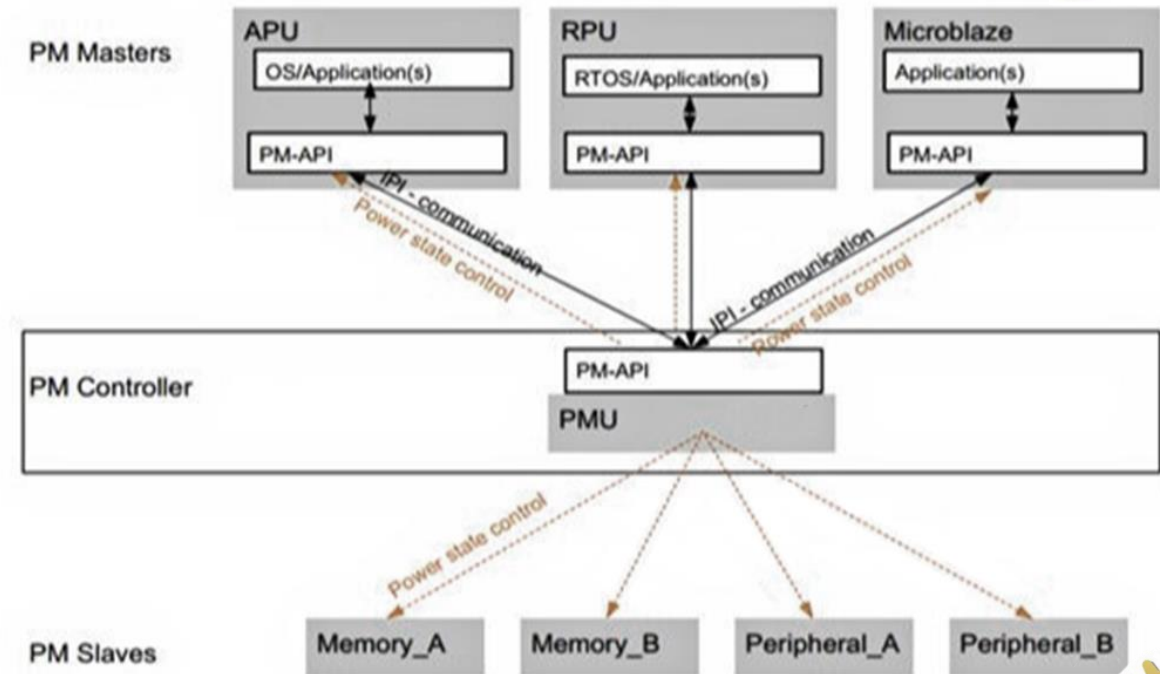 PM Masters
APU
OS/Application(s)
PM-API
RPU
RTOS/Application(s)
PM-API
Microblaze
Application(s)
PM-API
IPI - communication
Power state control
IPI - communication
Power state control
PM Controller
PM-API
PMU
Power state control
PM Slaves
Memory_A
Memory_B
Peripheral_A
Peripheral_B